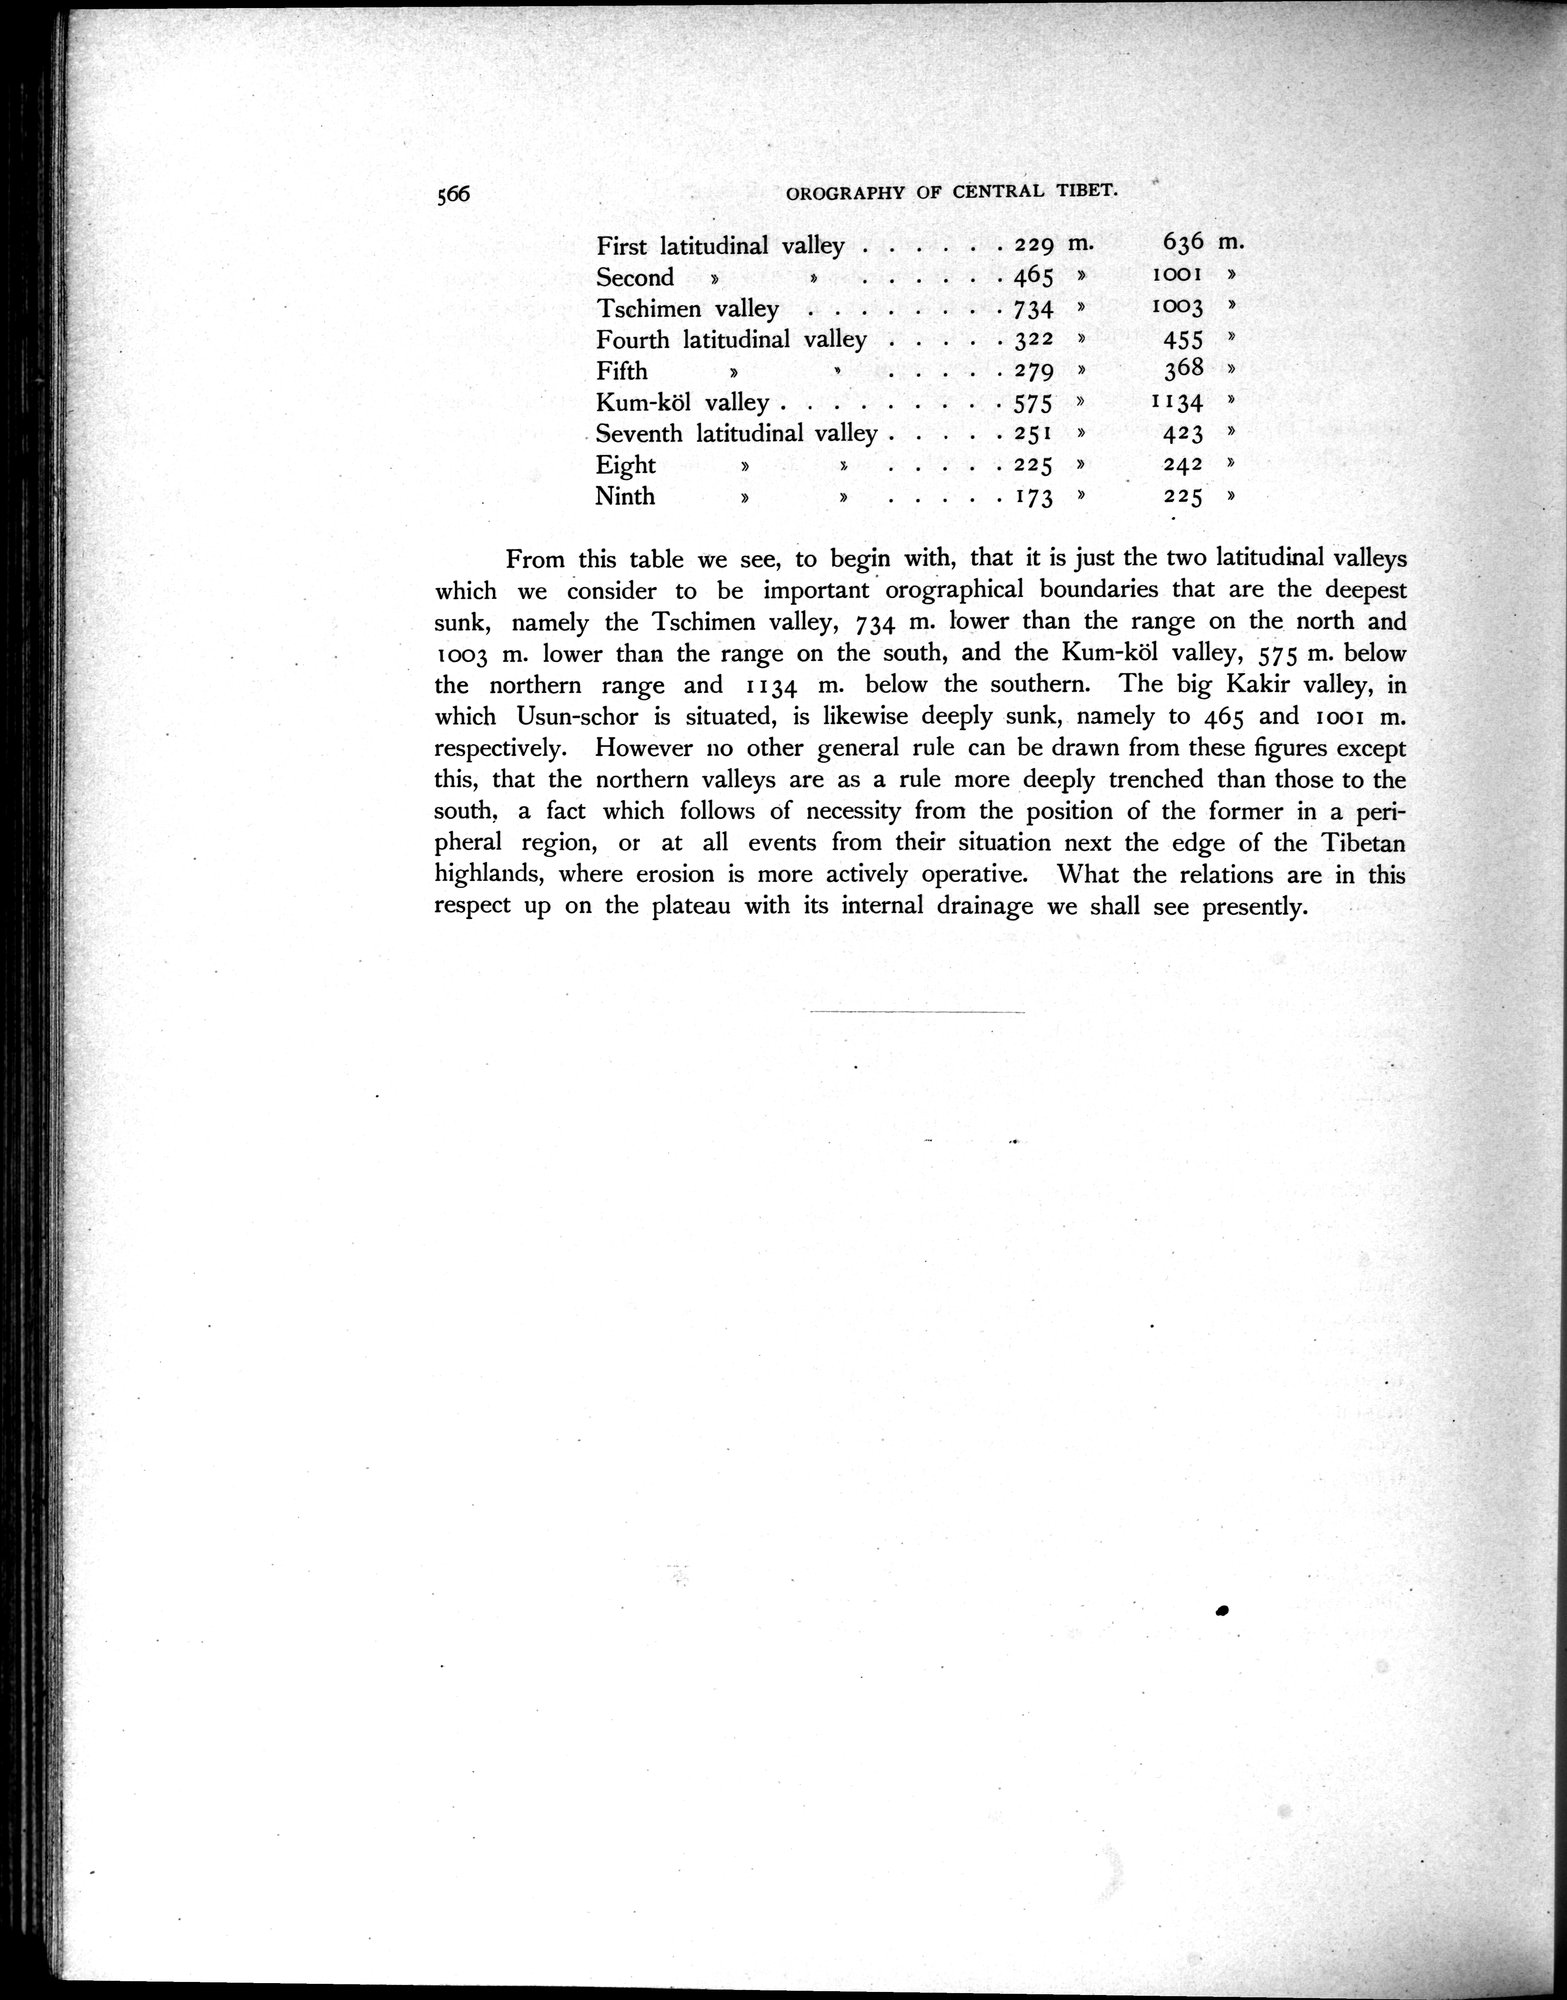 566 OROGRAPHY OF CENTRAL TIBET.
First latitudinal valley . . . . . . 229 m. 636 m.
Second » » . . . . . . 465 » 1001 »
Tschimen valley . . . . . . . . 734 » 1003 »
Fourth latitudinal valley . . . . . 322 » 455 »
Fifth » » . . . . . 279 » 368 »
Kum-köl valley . . . . . . . . . 575 » 1134 »
Seventh latitudinal valley . . . . . 251 » 423 »
Eight » » . . . . . 225 » 242 »
Ninth » » . . . . . 173 » 225 »
From this table we see, to begin with, that it is just the two latitudinal valleys
which we consider to be important orographical boundaries that are the deepest
sunk, namely the Tschimen valley, 734 m. lower than the range on the north and
1003 m. lower than the range on the south, and the Kum-köl valley, 575 m. below
the northern range and 1134 m. below the southern. The big Kakir valley, in
which Usun-schor is situated, is likewise deeply sunk, namely to 465 and 1001 m.
respectively. However no other general rule can be drawn from these figures except
this, that the northern valleys are as a rule more deeply trenched than those to the
south, a fact which follows of necessity from the position of the former in a peri-
pheral region, or at all events from their situation next the edge of the Tibetan
highlands, where erosion is more actively operative. What the relations are in this
respect up on the plateau with its internal drainage we shall see presently.